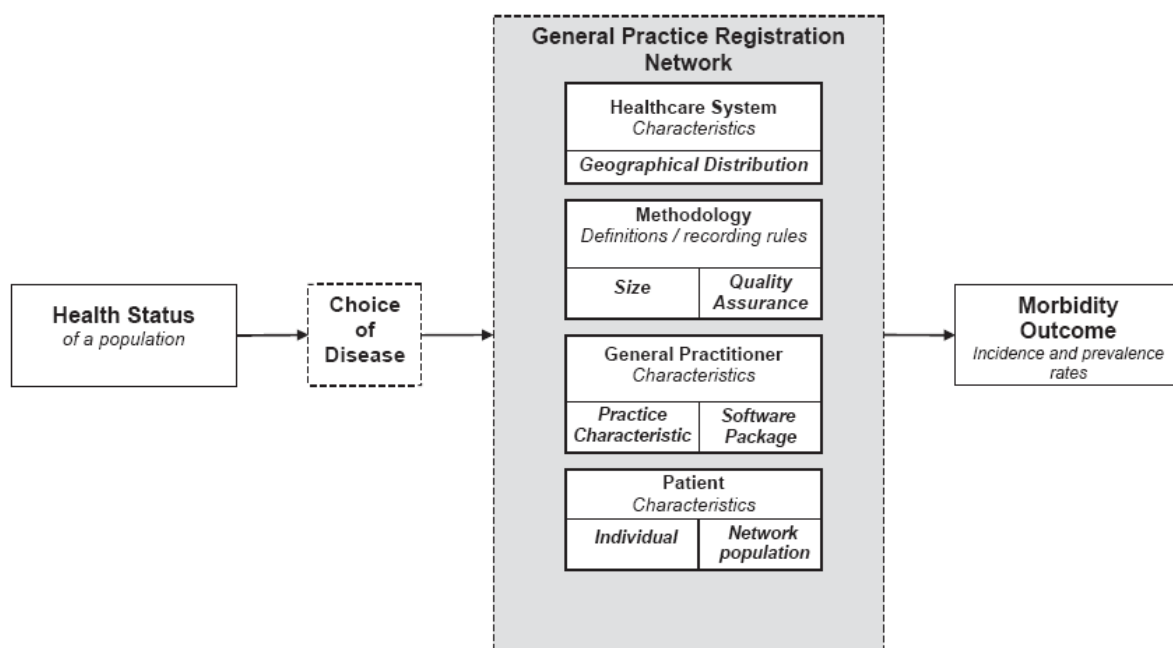 Health Status
of a population
Choice
of
Disease
General Practice Registration
Network
Healthcare System
Characteristics
Geographical Distribution
Methodology
Definitions / recording rules
Size
Quality
Assurance
General Practitioner
Characteristics
Practice
Characteristic
Software
Package
Patient
Characteristics
Individual
Network
population
Morbidity
Outcome
Incidence and prevalence
rates